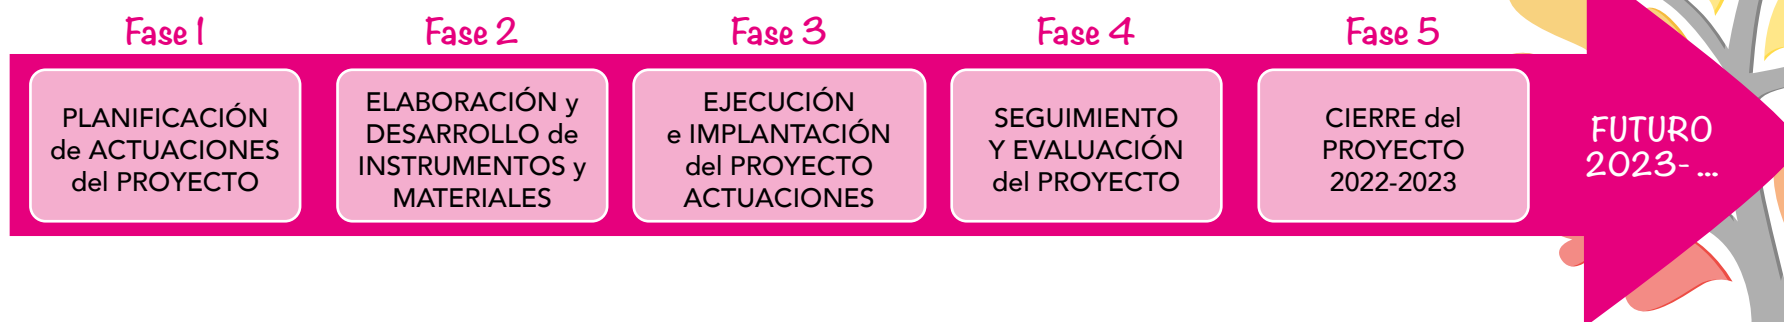 Fase 1
PLANIFICACIÓN
de ACTUACIONES
del PROYECTO
Fase 2
ELABORACIÓN y
DESARROLLO de
INSTRUMENTOS y
MATERIALES
Fase 3
EJECUCIÓN
e IMPLANTACIÓN
del PROYECTO
ACTUACIONES
Fase 4
SEGUIMIENTO
Y EVALUACIÓN
del PROYECTO
Fase 5
CIERRE del
PROYECTO
2022-2023
FUTURO
2023- ...